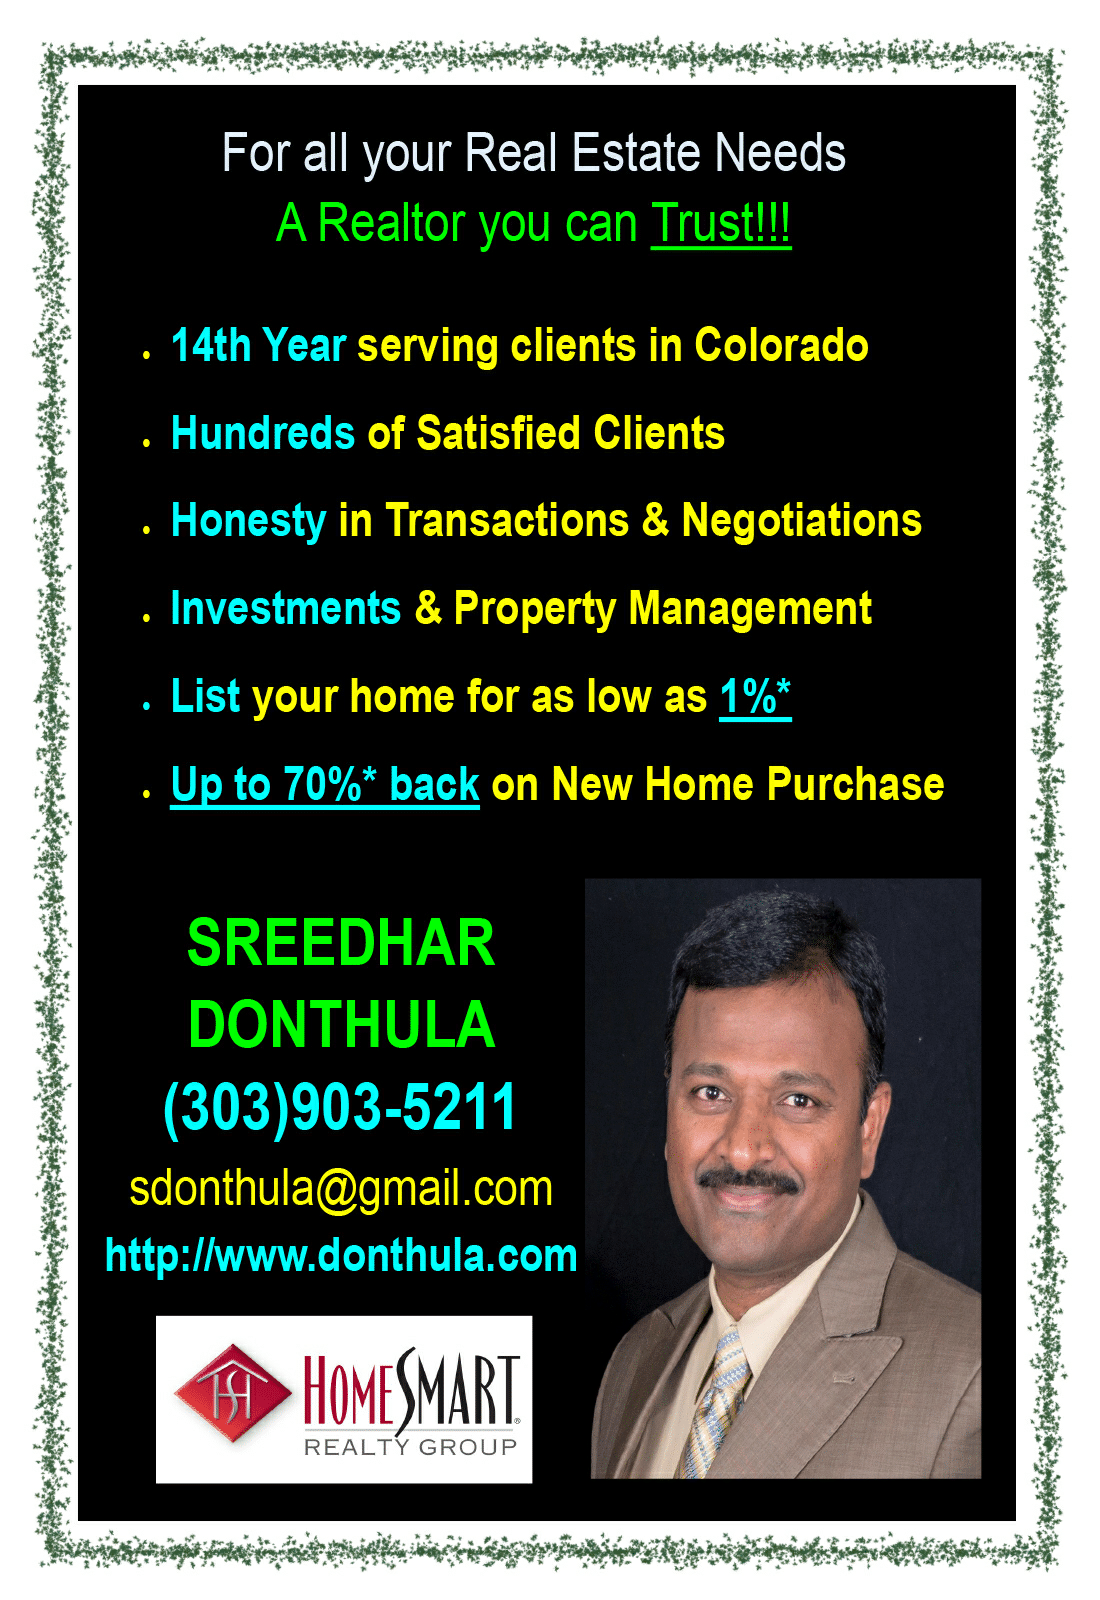 For all your Real Estate Needs
A Realtor you can Trust!!!
• 14th Year serving clients in Colorado
• Hundreds of Satisfied Clients
• Honesty in Transactions & Negotiations
• Investments & Property Management
• List your home for as low as 1%*
• Up to 70%* back on New Home Purchase
SREEDHAR
DONTHULA
(303)903-5211
sdonthula@gmail.com
http://www.donthula.com
HS
HOMESMART®
REALTY GROUP